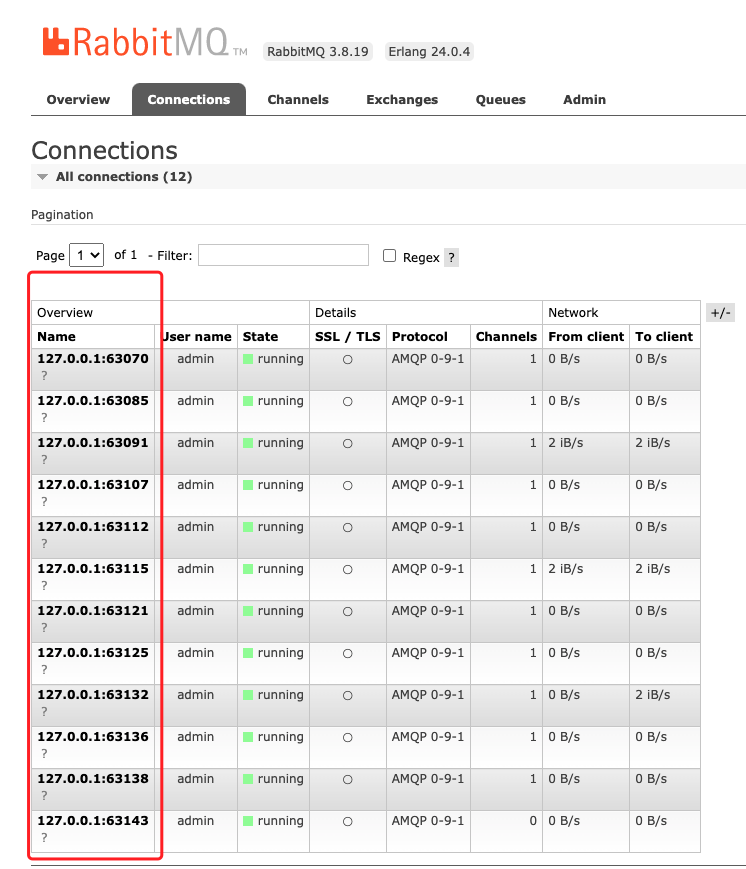 RabbitMQ TM RabbitMQ 3.8.19 Erlang 24.0.4
Overview Connections Channels Exchanges Queues Admin
Connections
All connections (12)
Pagination
Page 1 of 1 - Filter: Regex ?
Overview Details Network +/-
Name User name State SSL / TLS Protocol Channels From client To client
127.0.0.1:63070 admin running AMQP 0-9-1 1 0 B/s 0 B/s
?
127.0.0.1:63085 admin running AMQP 0-9-1 1 0 B/s 0 B/s
?
127.0.0.1:63091 admin running AMQP 0-9-1 1 2 iB/s 2 iB/s
?
127.0.0.1:63107 admin running AMQP 0-9-1 1 0 B/s 0 B/s
?
127.0.0.1:63112 admin running AMQP 0-9-1 1 0 B/s 0 B/s
?
127.0.0.1:63115 admin running AMQP 0-9-1 1 2 iB/s 2 iB/s
?
127.0.0.1:63121 admin running AMQP 0-9-1 1 0 B/s 0 B/s
?
127.0.0.1:63125 admin running AMQP 0-9-1 1 0 B/s 0 B/s
?
127.0.0.1:63132 admin running AMQP 0-9-1 1 0 B/s 2 iB/s
?
127.0.0.1:63136 admin running AMQP 0-9-1 1 0 B/s 0 B/s
?
127.0.0.1:63138 admin running AMQP 0-9-1 1 0 B/s 0 B/s
?
127.0.0.1:63143 admin running AMQP 0-9-1 0 0 B/s 0 B/s
?